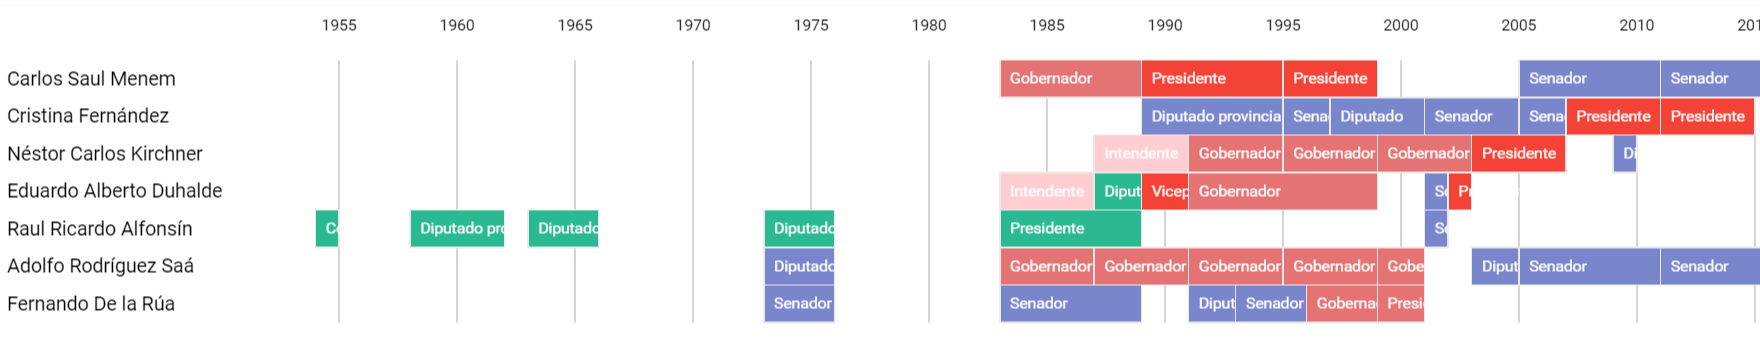 1955 1960 1965 1970 1975 1980 1985 1990 1995 2000 2005 2010 201
Carlos Saul Menem Gobernador Presidente Presidente Senador Senador
Cristina Fernández Diputado provincia Sena Diputado Senador Sena Presidente Presidente
Néstor Carlos Kirchner Intendente Gobernador Gobernador Gobernador Presidente Di
Eduardo Alberto Duhalde Intendente Diput Vicep Gobernador Se P
Raul Ricardo Alfonsín Co Diputado pro Diputado Diputado Presidente Se
Adolfo Rodríguez Saá Diputado Gobernador Gobernador Gobernador Gobernador Gobe Diput Senador Senador
Fernando De la Rúa Senador Senador Diput Senador Goberna Presi